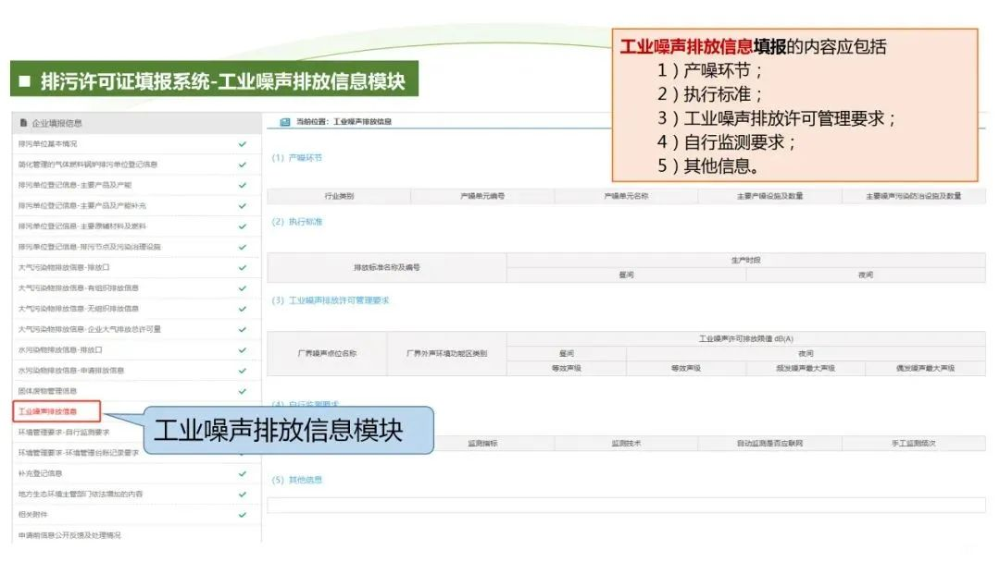 ■ 排污许可证填报系统-工业噪声排放信息模块
工业噪声排放信息填报的内容应包括
1）产噪环节；
2）执行标准；
3）工业噪声排放许可管理要求；
4）自行监测要求；
5）其他信息。
企业填报信息
排污单位基本情况
简化管理的气体燃料锅炉排污单位登记信息
排污单位登记信息-主要产品及产能
排污单位登记信息-主要产品及产能补充
排污单位登记信息-主要原辅材料及燃料
排污单位登记信息-排污节点及污染治理设施
大气污染物排放信息-排放口
大气污染物排放信息-有组织排放信息
大气污染物排放信息-无组织排放信息
大气污染物排放信息-企业大气排放总许可量
水污染物排放信息-排放口
水污染物排放信息-申请排放信息
固体废物管理信息
工业噪声排放信息
环境管理要求-自行监测要求
环境管理要求-环境管理台账记录要求
补充登记信息
地方生态环境主管部门依法增加的内容
相关附件
申请前信息公开反馈及处理情况
工业噪声排放信息模块
当前位置：工业噪声排放信息
（1）产噪环节
行业类别 产噪单元编号 产噪单元名称 主要产噪设施及数量 主要噪声污染防治设施及数量
（2）执行标准
排放标准名称及编号 生产时段
昼间 夜间
（3）工业噪声排放许可管理要求
厂界噪声点位名称 厂界外声环境功能区类别 工业噪声许可排放限值 dB(A)
昼间 夜间
等效声级 等效声级 频发噪声最大声级 偶发噪声最大声级
（4）自行监测要求
监测指标 监测技术 自动监测是否联网 手工监测频次
（5）其他信息